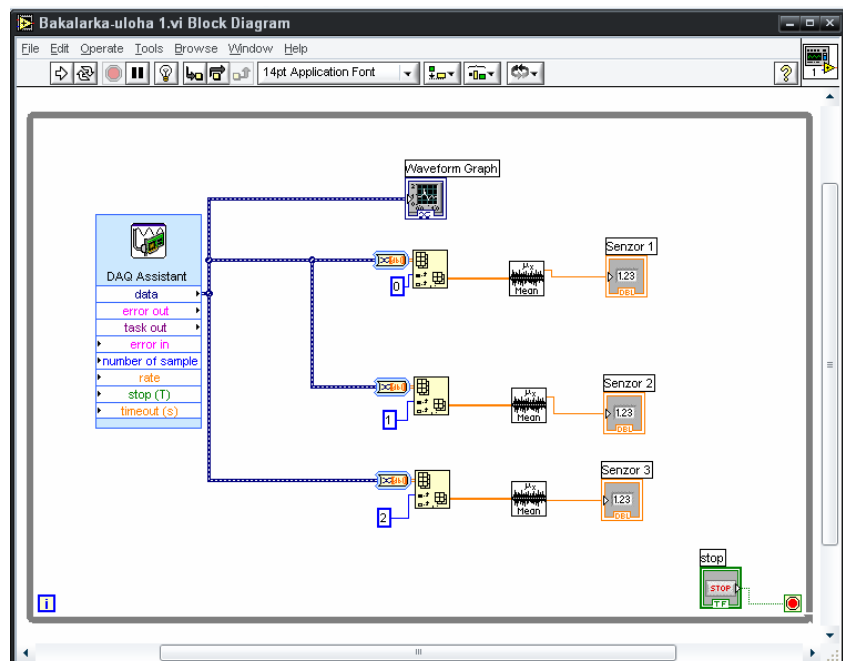 Bakalarka-uloha 1.vi Block Diagram
File Edit Operate Tools Browse Window Help
14pt Application Font
?
1
Waveform Graph
DAQ Assistant
data
error out
task out
error in
number of sample
rate
stop (T)
timeout (s)
0
Mean
Senzor 1
1.23
DBL
1
Mean
Senzor 2
1.23
DBL
2
Mean
Senzor 3
1.23
DBL
stop
STOP
TF
i